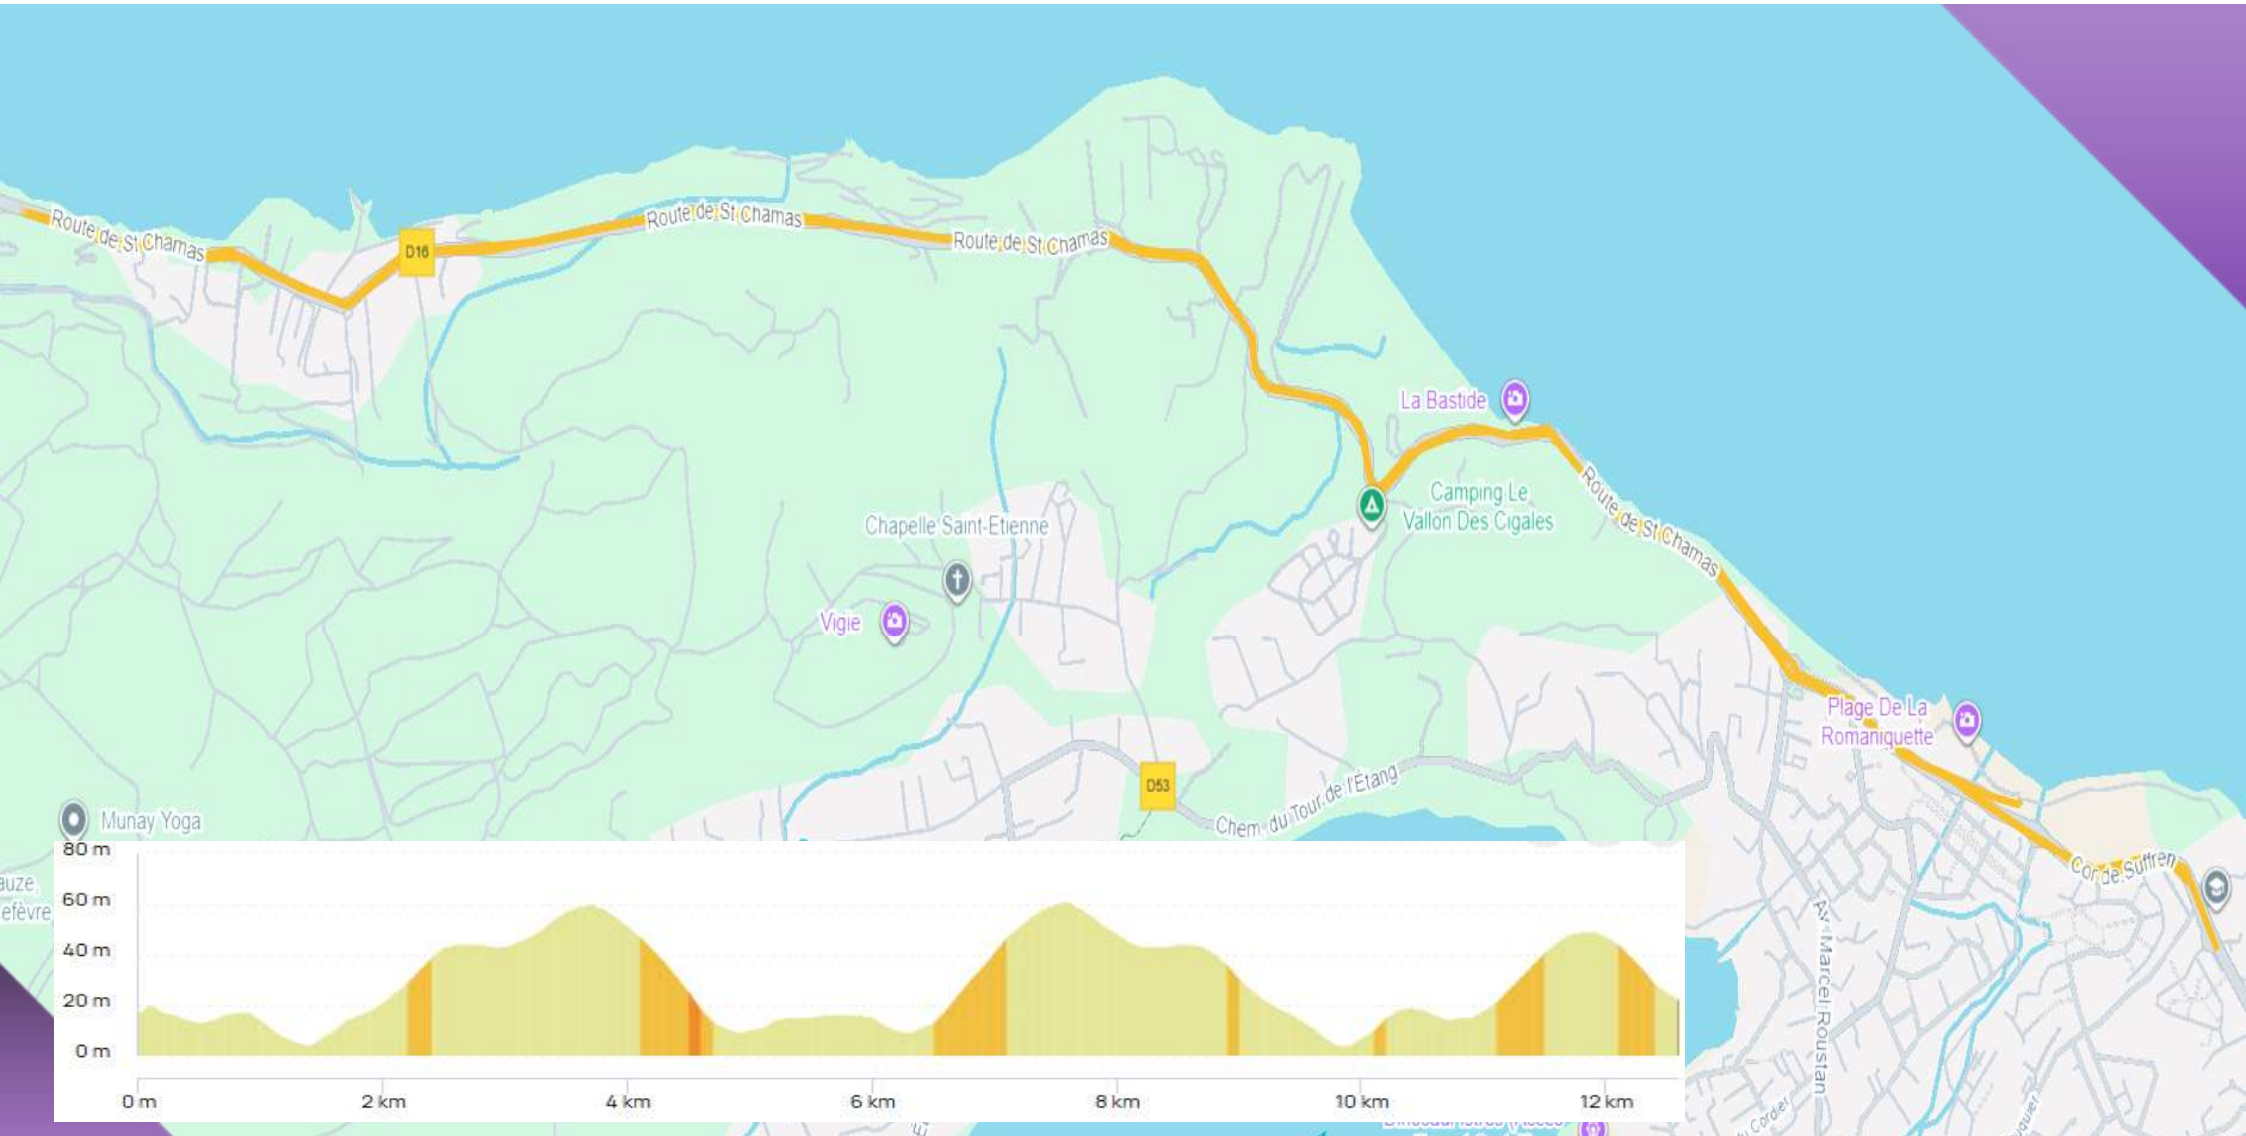 Route de St Chamas
D16
Route de St Chamas
Route de St Chamas
La Bastide
Camping Le
Vallon Des Cigales
Route de St Chamas
Chapelle Saint-Etienne
Vigie
Plage De La
Romaniquette
D53
Chem. du Tour de l'Étang
Munay Yoga
Cor de Suffren
auze,
efèvre
Av. Marcel Roustan
80 m
60 m
40 m
20 m
0 m
0 m
2 km
4 km
6 km
8 km
10 km
12 km